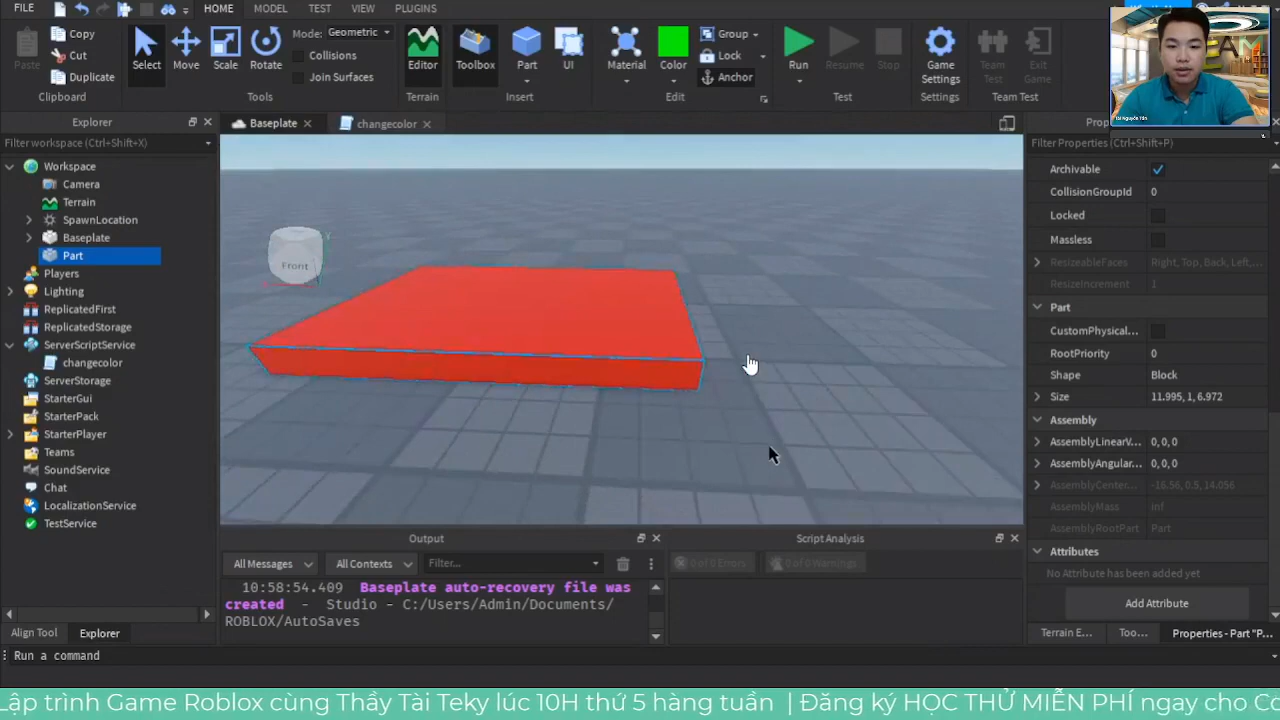 FILE
HOME
MODEL
TEST
VIEW
PLUGINS
Paste
Copy
Cut
Duplicate
Clipboard
Select
Move
Scale
Rotate
Mode: Geometric
Collisions
Join Surfaces
Tools
Editor
Terrain
Toolbox
Part
UI
Insert
Material
Color
Group
Lock
Anchor
Edit
Run
Resume
Stop
Test
Game
Settings
Settings
Team
Test
Exit
Game
Team Test
Explorer
Filter workspace (Ctrl+Shift+X)
Workspace
Camera
Terrain
SpawnLocation
Baseplate
Part
Players
Lighting
ReplicatedFirst
ReplicatedStorage
ServerScriptService
changecolor
ServerStorage
StarterGui
StarterPack
StarterPlayer
Teams
SoundService
Chat
LocalizationService
TestService
Align Tool
Explorer
Baseplate
changecolor
Front
Output
All Messages
All Contexts
Filter...
10:58:54.409 Baseplate auto-recovery file was
created - Studio - C:/Users/Admin/Documents/
ROBLOX/AutoSaves
Script Analysis
0 of 0 Errors
0 of 0 Warnings
Filter Properties (Ctrl+Shift+P)
Archivable
CollisionGroupId 0
Locked
Massless
ResizeableFaces Right, Top, Back, Left,...
ResizeIncrement 1
Part
CustomPhysical...
RootPriority 0
Shape Block
Size 11.995, 1, 6.972
Assembly
AssemblyLinearV... 0, 0, 0
AssemblyAngular... 0, 0, 0
AssemblyCenter... -16.56, 0.5, 14.056
AssemblyMass inf
AssemblyRootPart Part
Attributes
No Attribute has been added yet
Add Attribute
Terrain E...
Too...
Properties - Part "P...
Run a command
Lập trình Game Roblox cùng Thầy Tài Teky lúc 10H thứ 5 hàng tuần | Đăng ký HỌC THỬ MIỄN PHÍ ngay cho Co